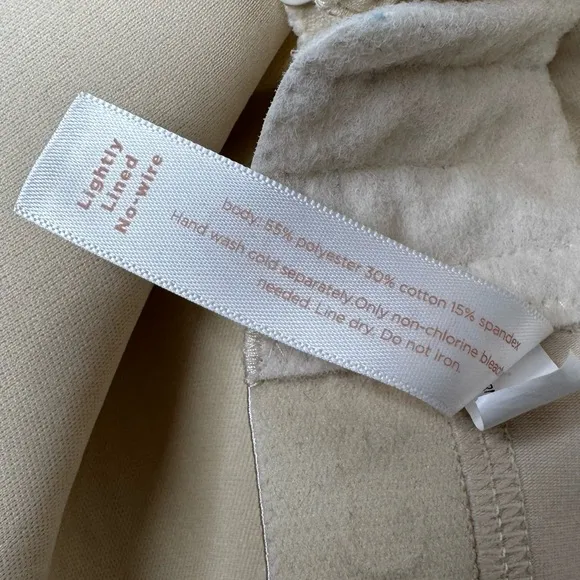 Lightly
Lined
No-wire
body: 55% polyester 30% cotton 15% spandex
Hand wash cold separately.Only non-chlorine bleach
needed. Line dry. Do not iron.